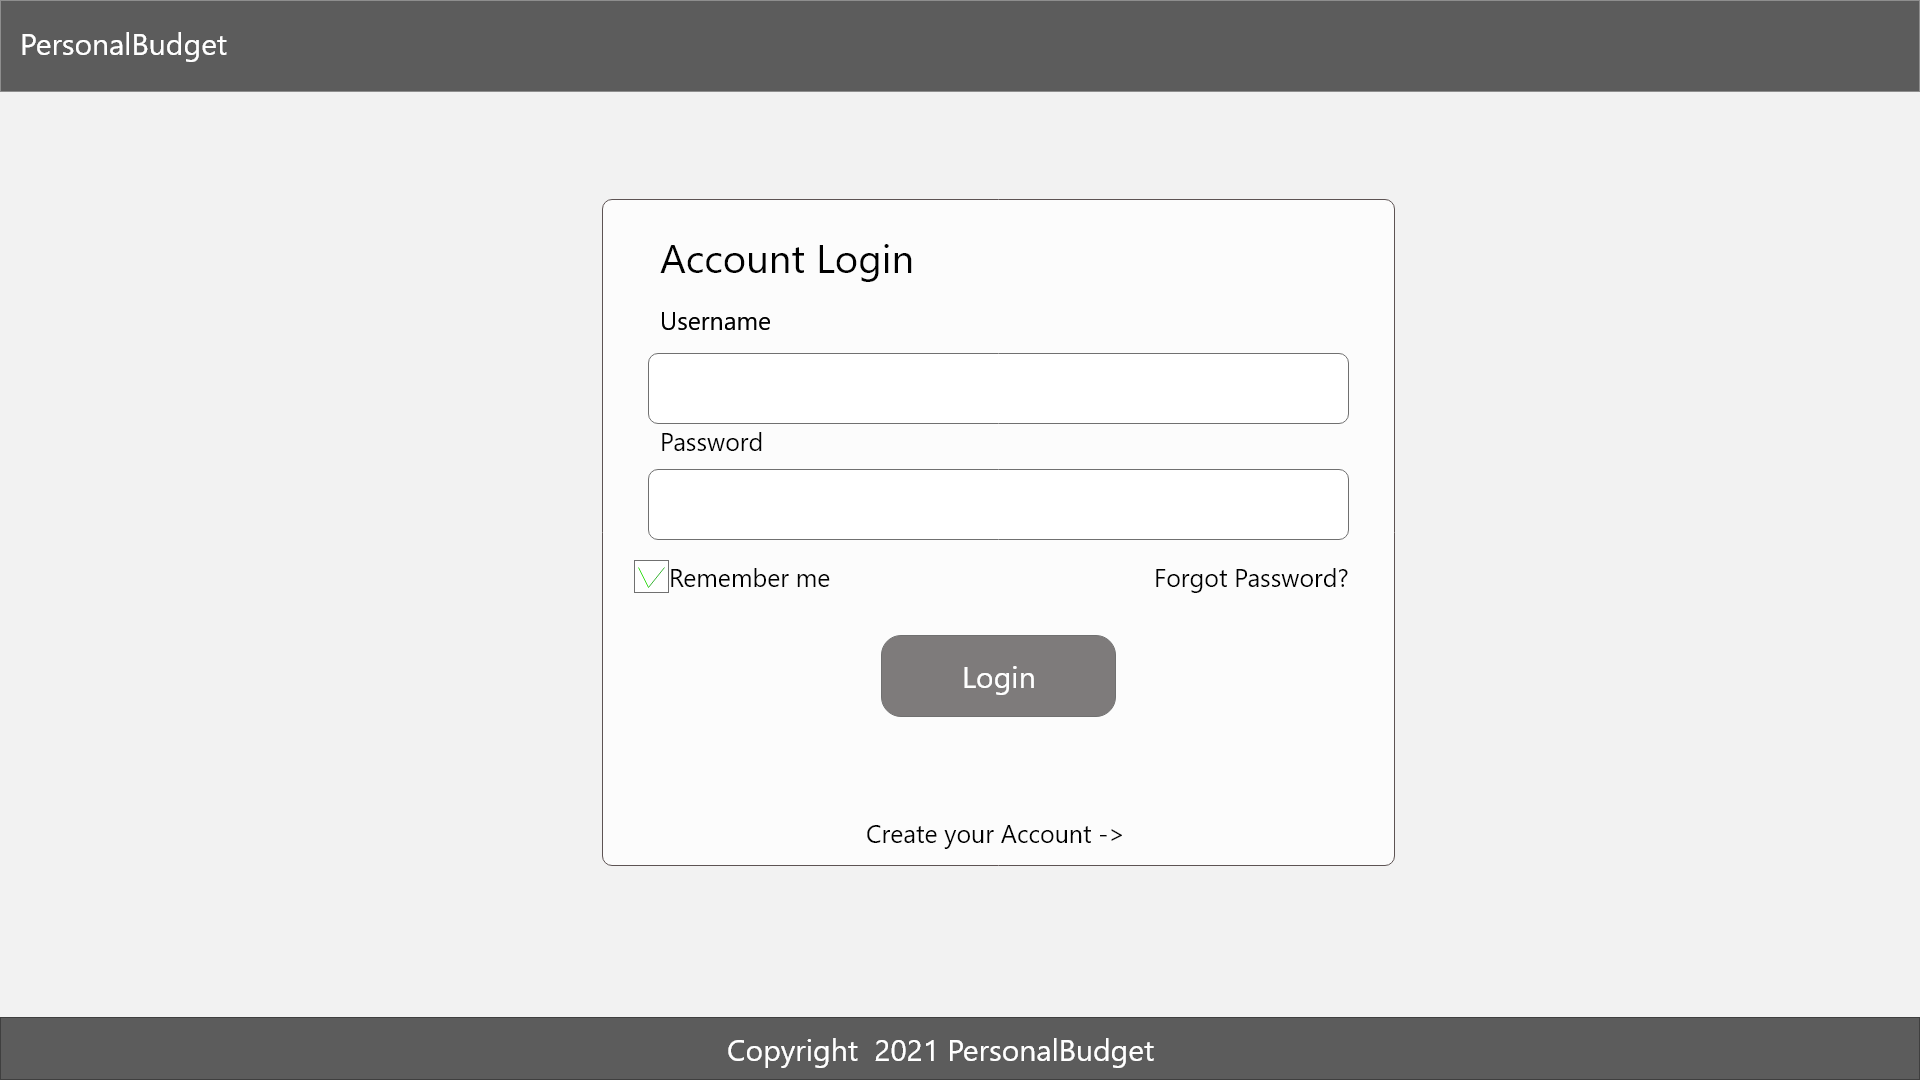 PersonalBudget
Account Login
Username
Password
Remember me
Forgot Password?
Login
Create your Account ->
Copyright  2021 PersonalBudget